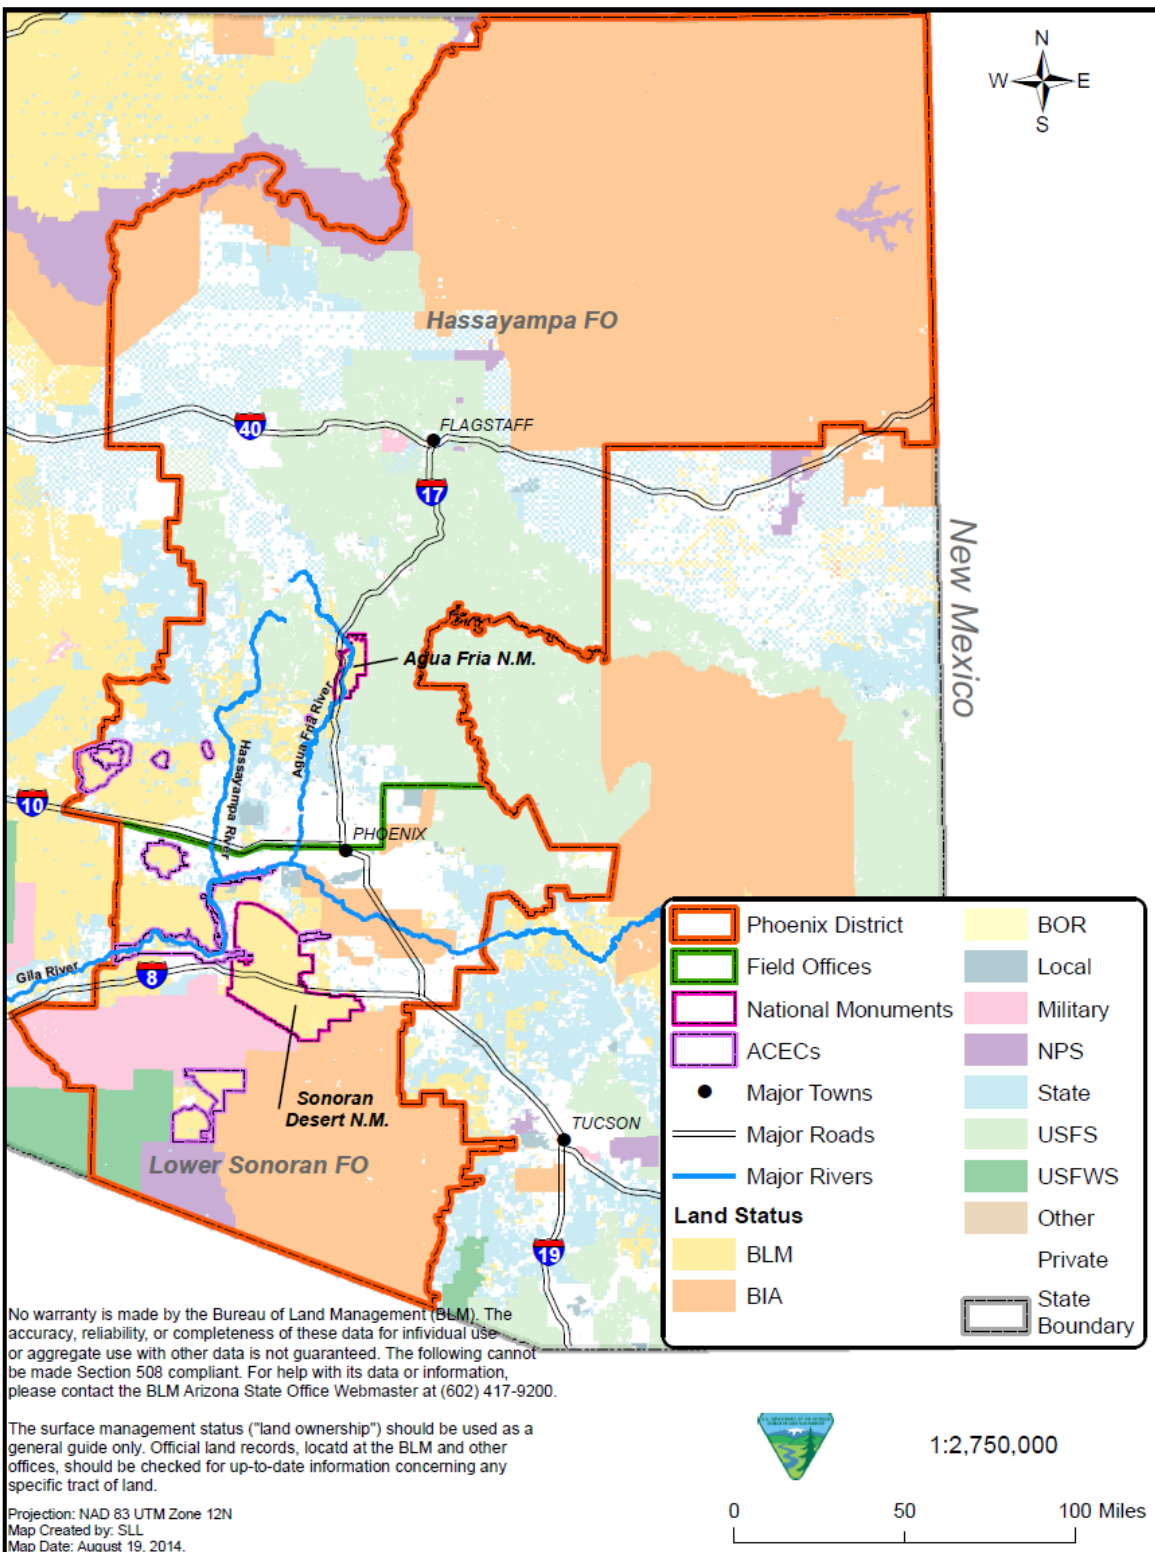 N
W E
S
Hassayampa FO
40
FLAGSTAFF
17
New Mexico
Agua Fria N.M.
Agua Fria River
Hassayampa River
10
PHOENIX
Gila River
8
Sonoran
Desert N.M.
TUCSON
Lower Sonoran FO
19
Phoenix District
Field Offices
National Monuments
ACECs
Major Towns
Major Roads
Major Rivers
Land Status
BLM
BIA
BOR
Local
Military
NPS
State
USFS
USFWS
Other
Private
State
Boundary
No warranty is made by the Bureau of Land Management (BLM). The
accuracy, reliability, or completeness of these data for infividual use
or aggregate use with other data is not guaranteed. The following cannot
be made Section 508 compliant. For help with its data or information,
please contact the BLM Arizona State Office Webmaster at (602) 417-9200.
The surface management status ("land ownership") should be used as a
general guide only. Official land records, locatd at the BLM and other
offices, should be checked for up-to-date information concerning any
specific tract of land.
Projection: NAD 83 UTM Zone 12N
Map Created by: SLL
Map Date: August 19, 2014.
1:2,750,000
0 50 100 Miles